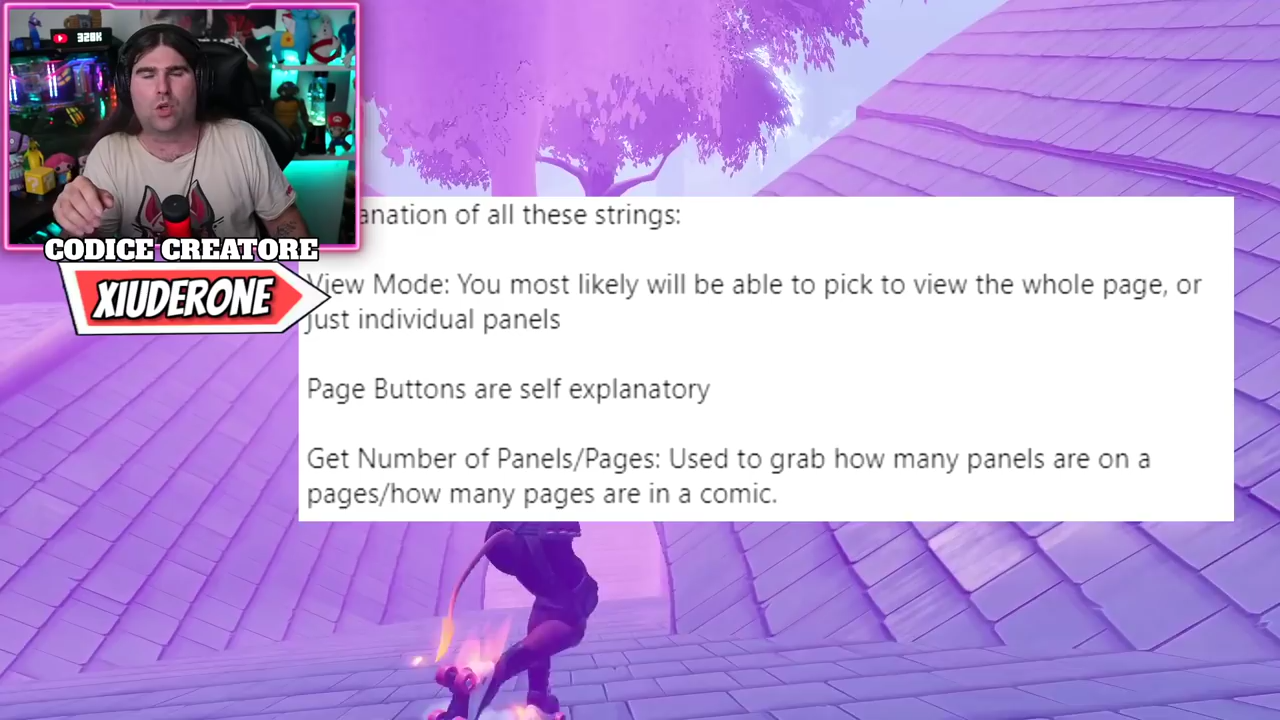 320K
anation of all these strings:
CODICE CREATORE
XIUDERONE
View Mode: You most likely will be able to pick to view the whole page, or
just individual panels
Page Buttons are self explanatory
Get Number of Panels/Pages: Used to grab how many panels are on a
pages/how many pages are in a comic.